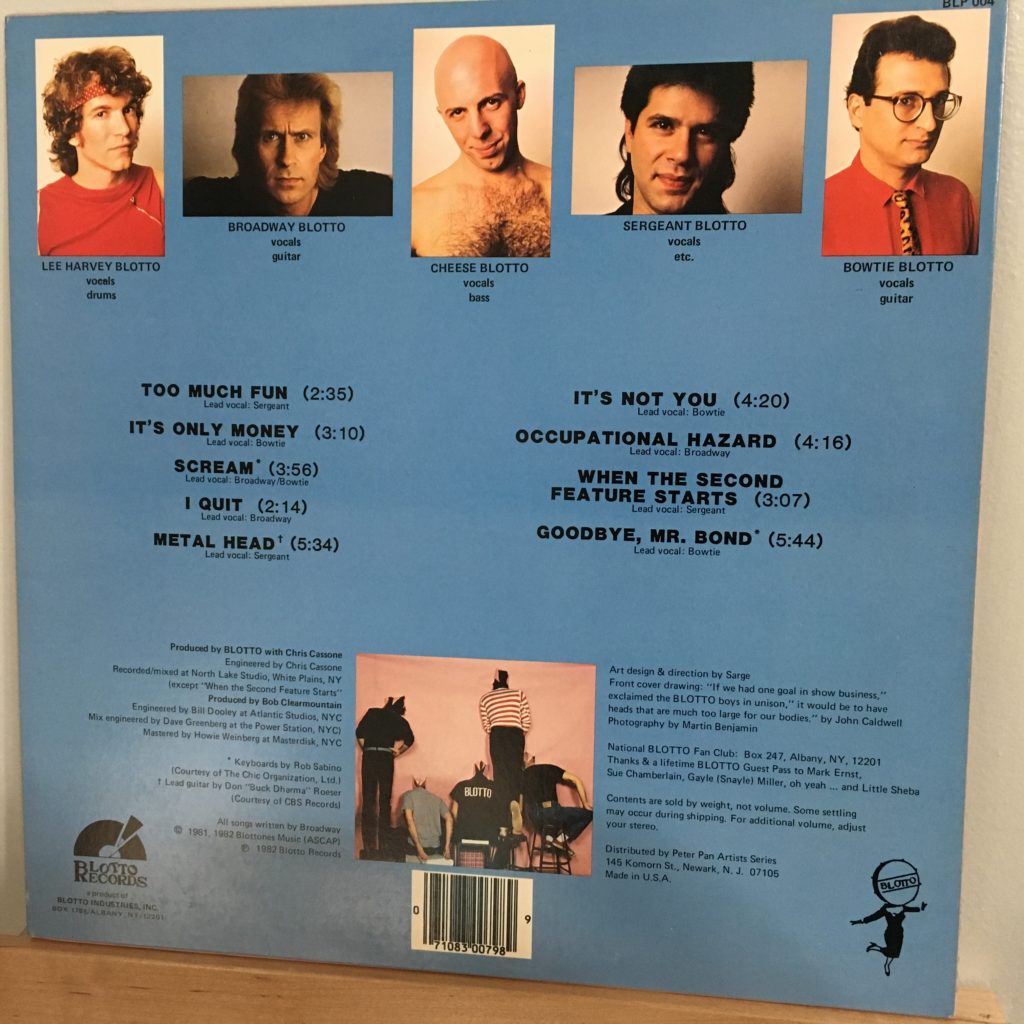 BLP 004
LEE HARVEY BLOTTO
vocals
drums
BROADWAY BLOTTO
vocals
guitar
CHEESE BLOTTO
vocals
bass
SERGEANT BLOTTO
vocals
etc.
BOWTIE BLOTTO
vocals
guitar
TOO MUCH FUN (2:35)
Lead vocal: Sergeant
IT'S ONLY MONEY (3:10)
Lead vocal: Bowtie
SCREAM* (3:56)
Lead vocal: Broadway/Bowtie
I QUIT (2:14)
Lead vocal: Broadway
METAL HEAD† (5:34)
Lead vocal: Sergeant
IT'S NOT YOU (4:20)
Lead vocal: Bowtie
OCCUPATIONAL HAZARD (4:16)
Lead vocal: Broadway
WHEN THE SECOND
FEATURE STARTS (3:07)
Lead vocal: Sergeant
GOODBYE, MR. BOND* (5:44)
Lead vocal: Bowtie
Produced by BLOTTO with Chris Cassone
Engineered by Chris Cassone
Recorded/mixed at North Lake Studio, White Plains, NY
(except "When the Second Feature Starts"
Produced by Bob Clearmountain
Engineered by Bill Dooley at Atlantic Studios, NYC
Mix engineered by Dave Greenberg at the Power Station, NYC)
Mastered by Howie Weinberg at Masterdisk, NYC
* Keyboards by Rob Sabino
(Courtesy of The Chic Organization, Ltd.)
† Lead guitar by Don "Buck Dharma" Roeser
(Courtesy of CBS Records)
All songs written by Broadway
© 1981, 1982 Blottones Music (ASCAP)
℗ 1982 Blotto Records
BLOTTO
RECORDS
a product of
BLOTTO INDUSTRIES, INC.
BOX 1786/ALBANY, NY/12201
BLOTTO
0 71083 00798 9
Art design & direction by Sarge
Front cover drawing: "If we had one goal in show business,"
exclaimed the BLOTTO boys in unison," it would be to have
heads that are much too large for our bodies." by John Caldwell
Photography by Martin Benjamin
National BLOTTO Fan Club: Box 247, Albany, NY, 12201
Thanks & a lifetime BLOTTO Guest Pass to Mark Ernst,
Sue Chamberlain, Gayle (Snayle) Miller, oh yeah ... and Little Sheba
Contents are sold by weight, not volume. Some settling
may occur during shipping. For additional volume, adjust
your stereo.
Distributed by Peter Pan Artists Series
145 Komorn St., Newark, N. J. 07105
Made in U.S.A.
BLOTTO